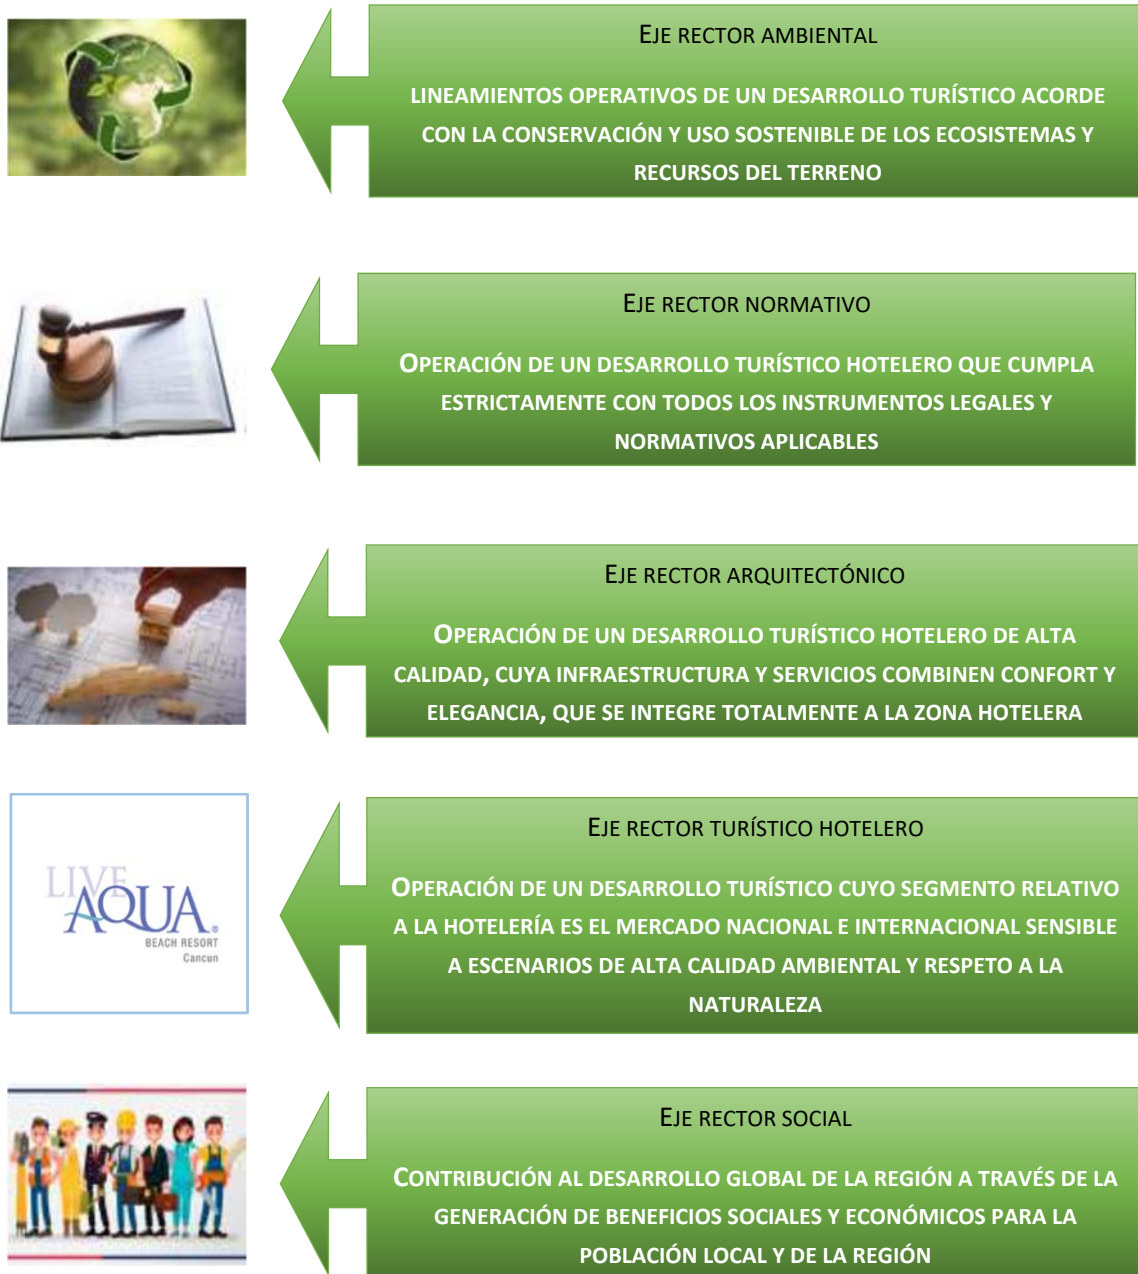 EJE RECTOR AMBIENTAL
LINEAMIENTOS OPERATIVOS DE UN DESARROLLO TURÍSTICO ACORDE
CON LA CONSERVACIÓN Y USO SOSTENIBLE DE LOS ECOSISTEMAS Y
RECURSOS DEL TERRENO
EJE RECTOR NORMATIVO
OPERACIÓN DE UN DESARROLLO TURÍSTICO HOTELERO QUE CUMPLA
ESTRICTAMENTE CON TODOS LOS INSTRUMENTOS LEGALES Y
NORMATIVOS APLICABLES
EJE RECTOR ARQUITECTÓNICO
OPERACIÓN DE UN DESARROLLO TURÍSTICO HOTELERO DE ALTA
CALIDAD, CUYA INFRAESTRUCTURA Y SERVICIOS COMBINEN CONFORT Y
ELEGANCIA, QUE SE INTEGRE TOTALMENTE A LA ZONA HOTELERA
LIVE
AQUA®
BEACH RESORT
Cancun
EJE RECTOR TURÍSTICO HOTELERO
OPERACIÓN DE UN DESARROLLO TURÍSTICO CUYO SEGMENTO RELATIVO
A LA HOTELERÍA ES EL MERCADO NACIONAL E INTERNACIONAL SENSIBLE
A ESCENARIOS DE ALTA CALIDAD AMBIENTAL Y RESPETO A LA
NATURALEZA
EJE RECTOR SOCIAL
CONTRIBUCIÓN AL DESARROLLO GLOBAL DE LA REGIÓN A TRAVÉS DE LA
GENERACIÓN DE BENEFICIOS SOCIALES Y ECONÓMICOS PARA LA
POBLACIÓN LOCAL Y DE LA REGIÓN